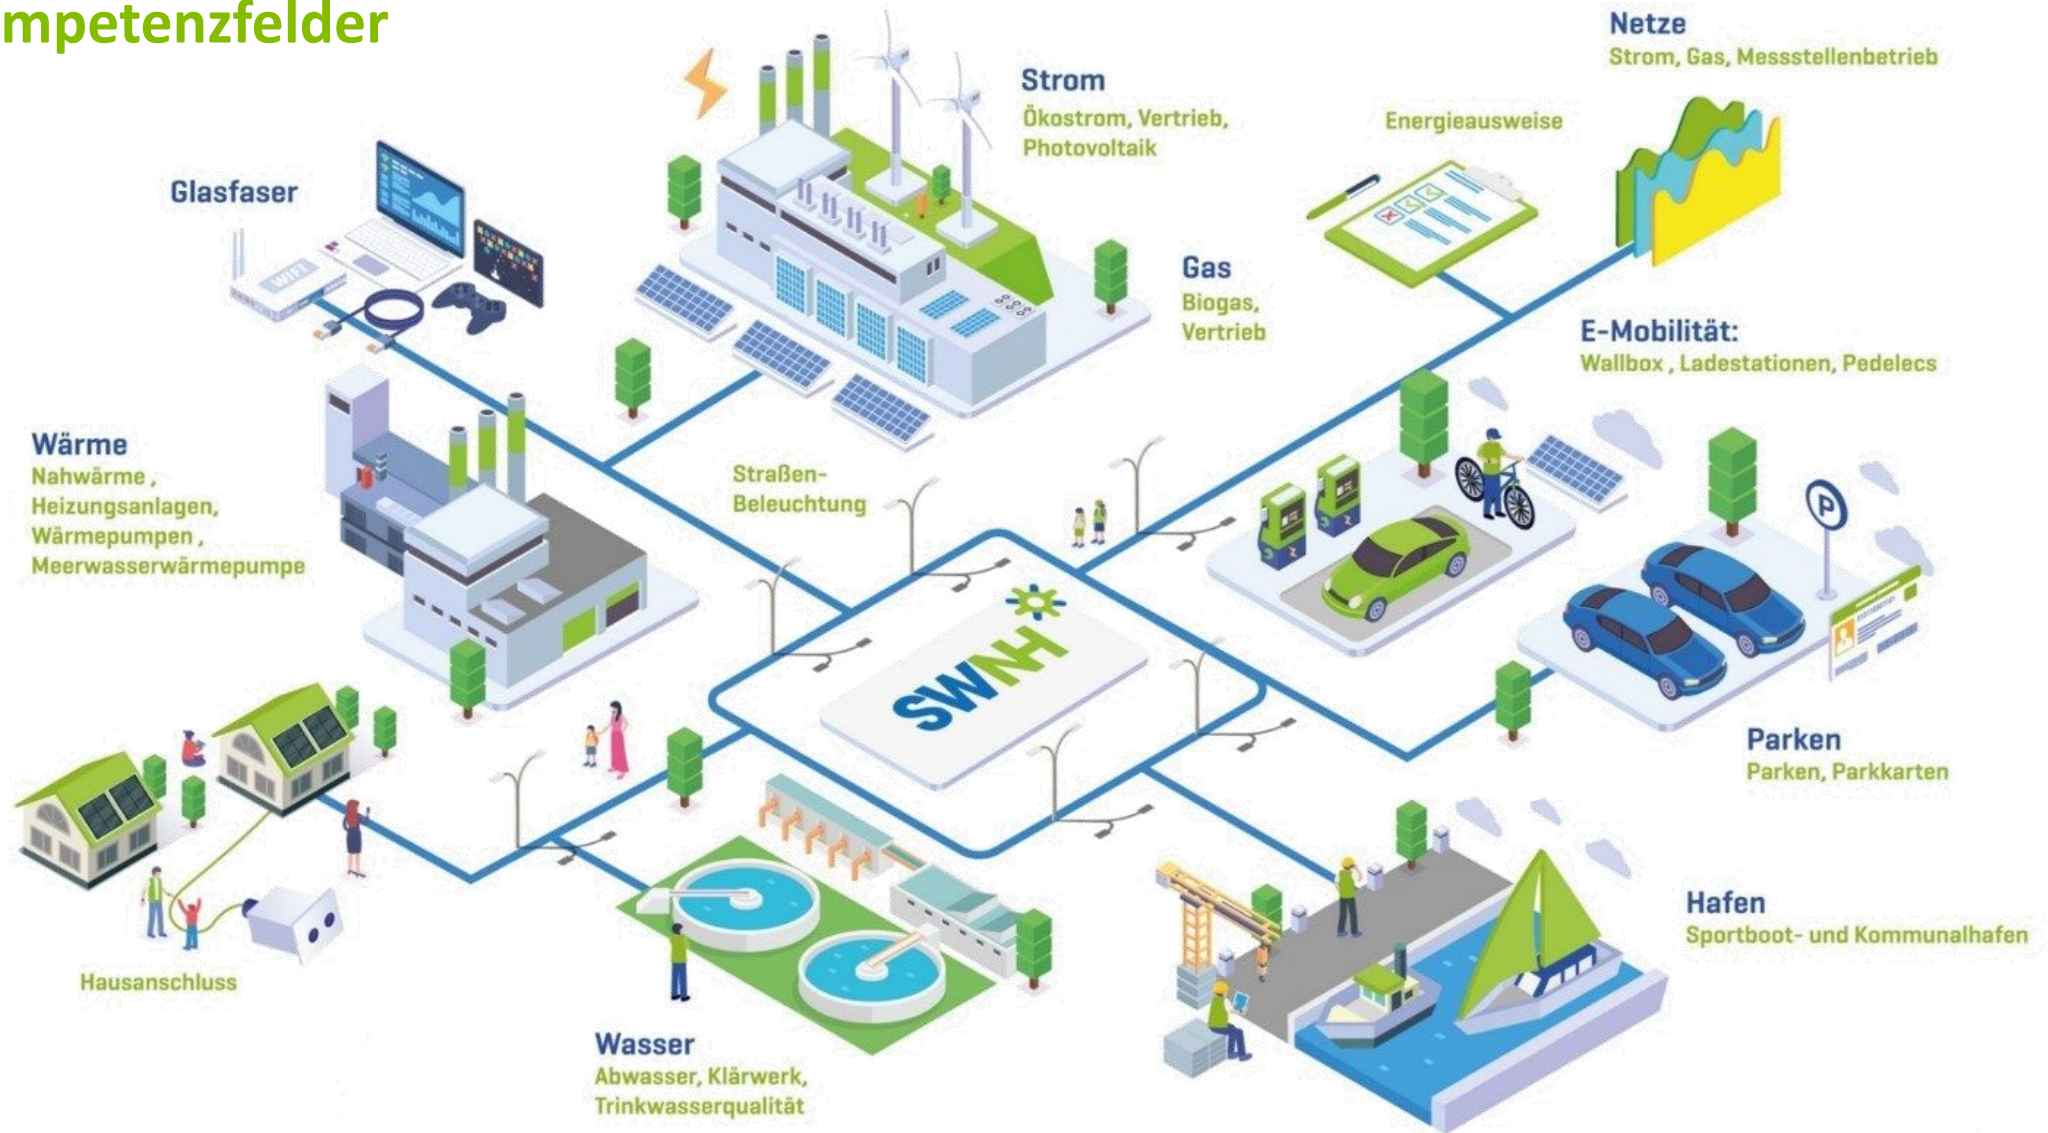 mpetenzfelder
Netze
Strom, Gas, Messstellenbetrieb
Strom
Ökostrom, Vertrieb,
Photovoltaik
Energieausweise
Glasfaser
WIFI
Gas
Biogas,
Vertrieb
E-Mobilität:
Wallbox , Ladestationen, Pedelecs
Wärme
Nahwärme ,
Heizungsanlagen,
Wärmepumpen ,
Meerwasserwärmepumpe
Straßen-
Beleuchtung
P
SWNH
Parken
Parken, Parkkarten
Hafen
Sportboot- und Kommunalhafen
Hausanschluss
Wasser
Abwasser, Klärwerk,
Trinkwasserqualität